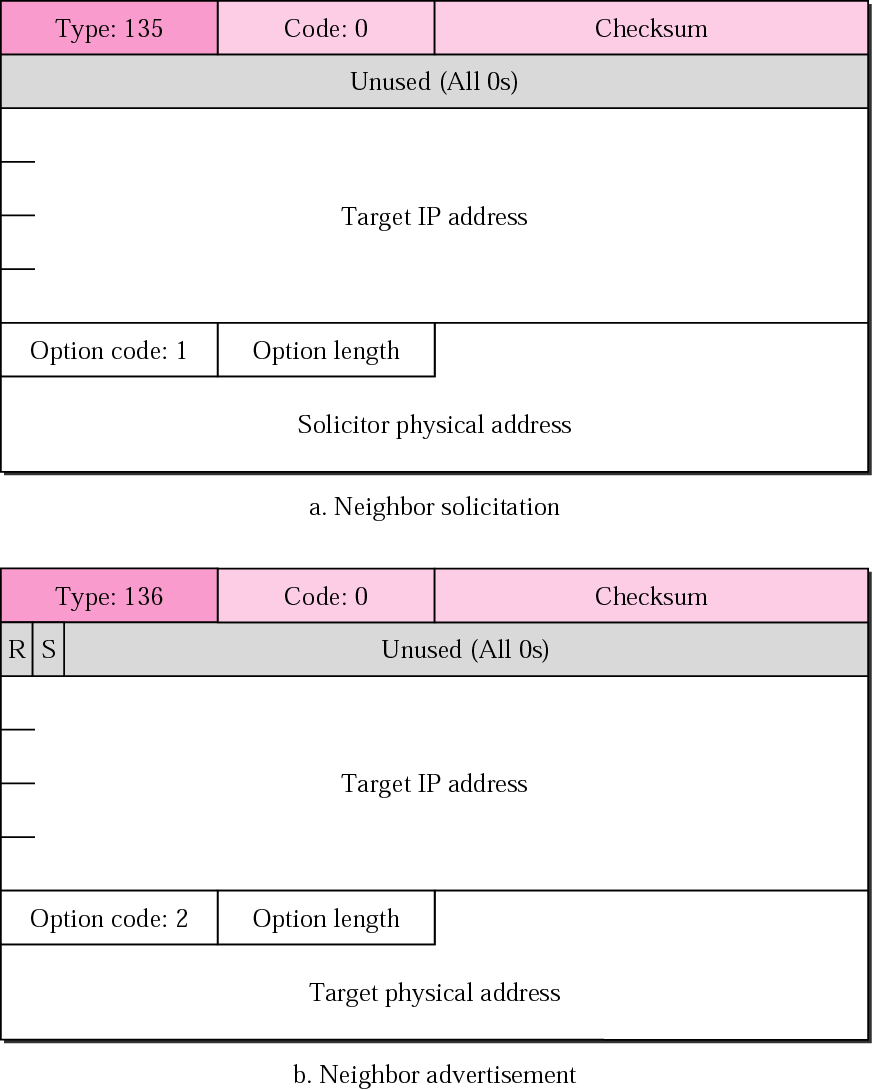 Type: 135 Code: 0 Checksum
Unused (All 0s)
Target IP address
Option code: 1 Option length
Solicitor physical address
a. Neighbor solicitation
Type: 136 Code: 0 Checksum
R S Unused (All 0s)
Target IP address
Option code: 2 Option length
Target physical address
b. Neighbor advertisement